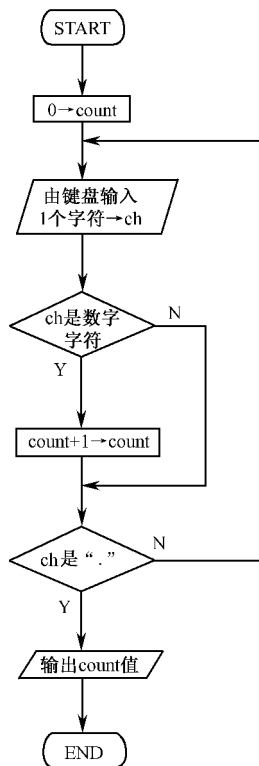 START
0→count
由键盘输入
1个字符→ch
ch是数字
字符
N
Y
count+1→count
ch是“.”
N
Y
输出count值
END